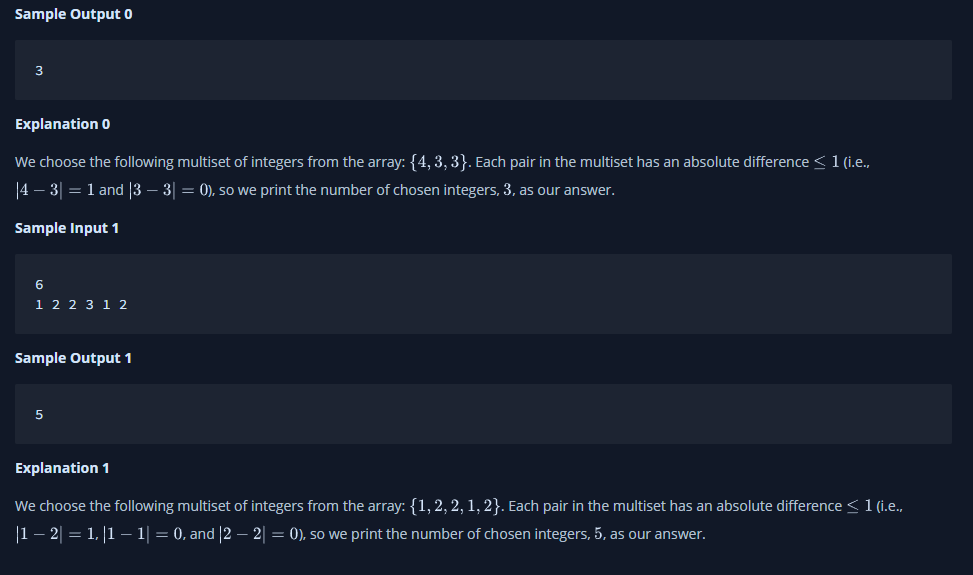 Sample Output 0
3
Explanation 0
We choose the following multiset of integers from the array: {4, 3, 3}. Each pair in the multiset has an absolute difference ≤ 1 (i.e.,
|4 − 3| = 1 and |3 − 3| = 0), so we print the number of chosen integers, 3, as our answer.
Sample Input 1
6
1 2 2 3 1 2
Sample Output 1
5
Explanation 1
We choose the following multiset of integers from the array: {1, 2, 2, 1, 2}. Each pair in the multiset has an absolute difference ≤ 1 (i.e.,
|1 − 2| = 1, |1 − 1| = 0, and |2 − 2| = 0), so we print the number of chosen integers, 5, as our answer.